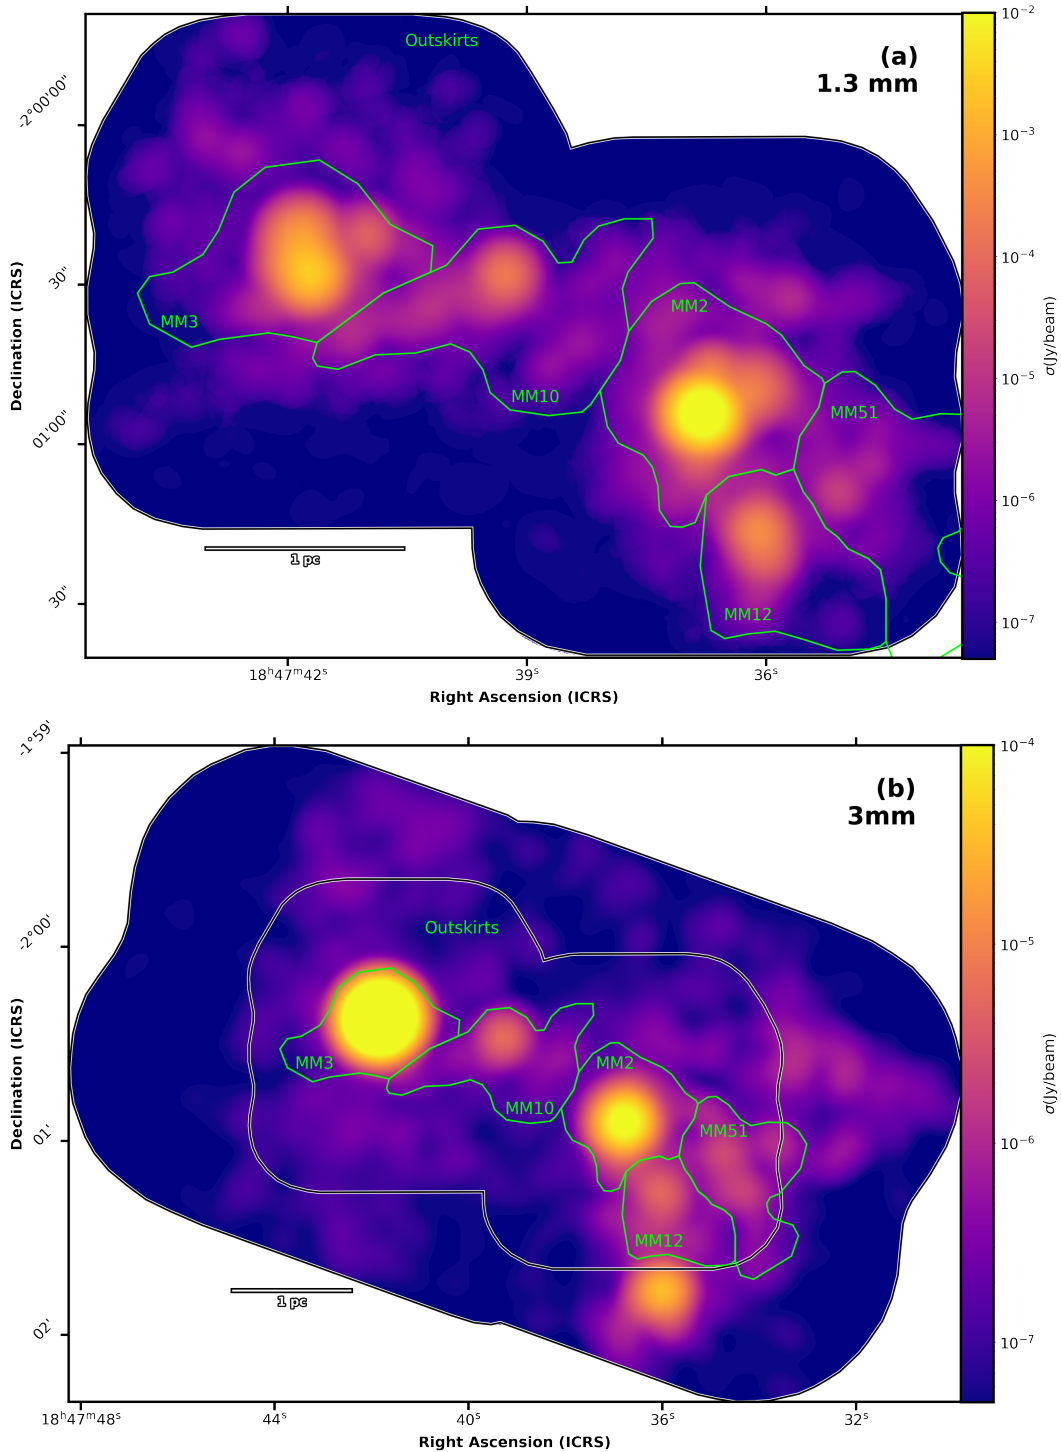 Outskirts
(a)
1.3 mm
MM3
MM2
MM10
MM51
MM12
1 pc
-2°00'00"
30"
01'00"
30"
Declination (ICRS)
18ʰ47ᵐ42ˢ
39ˢ
36ˢ
Right Ascension (ICRS)
10⁻²
10⁻³
10⁻⁴
10⁻⁵
10⁻⁶
10⁻⁷
σ(Jy/beam)
(b)
3mm
Outskirts
MM3
MM2
MM10
MM51
MM12
1 pc
-1°59'
-2°00'
01'
02'
Declination (ICRS)
18ʰ47ᵐ48ˢ
44ˢ
40ˢ
36ˢ
32ˢ
Right Ascension (ICRS)
10⁻⁴
10⁻⁵
10⁻⁶
10⁻⁷
σ(Jy/beam)